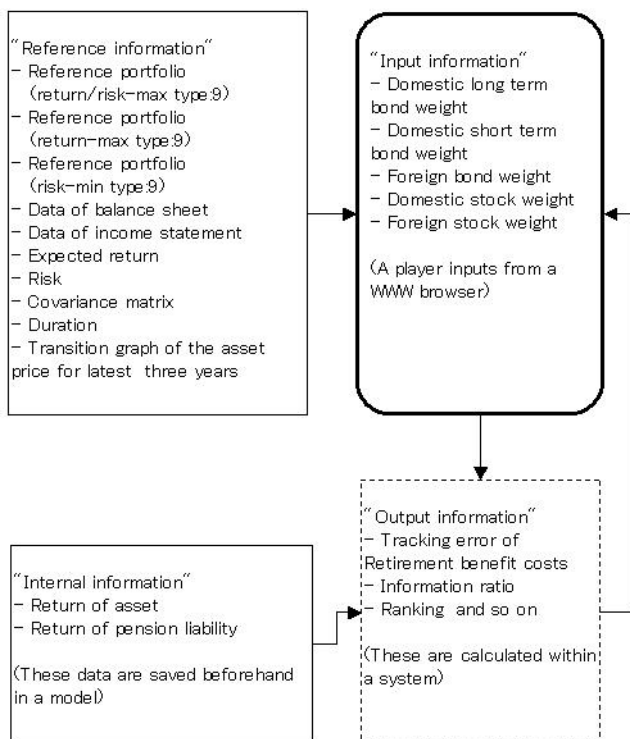 “Reference information”
- Reference portfolio
(return/risk-max type:9)
- Reference portfolio
(return-max type:9)
- Reference portfolio
(risk-min type:9)
- Data of balance sheet
- Data of income statement
- Expected return
- Risk
- Covariance matrix
- Duration
- Transition graph of the asset
price for latest three years
“Input information”
- Domestic long term
bond weight
- Domestic short term
bond weight
- Foreign bond weight
- Domestic stock weight
- Foreign stock weight
(A player inputs from a
WWW browser)
“Internal information”
- Return of asset
- Return of pension liability
(These data are saved beforehand
in a model)
“Output information”
- Tracking error of
Retirement benefit costs
- Information ratio
- Ranking and so on
(These are calculated within
a system)